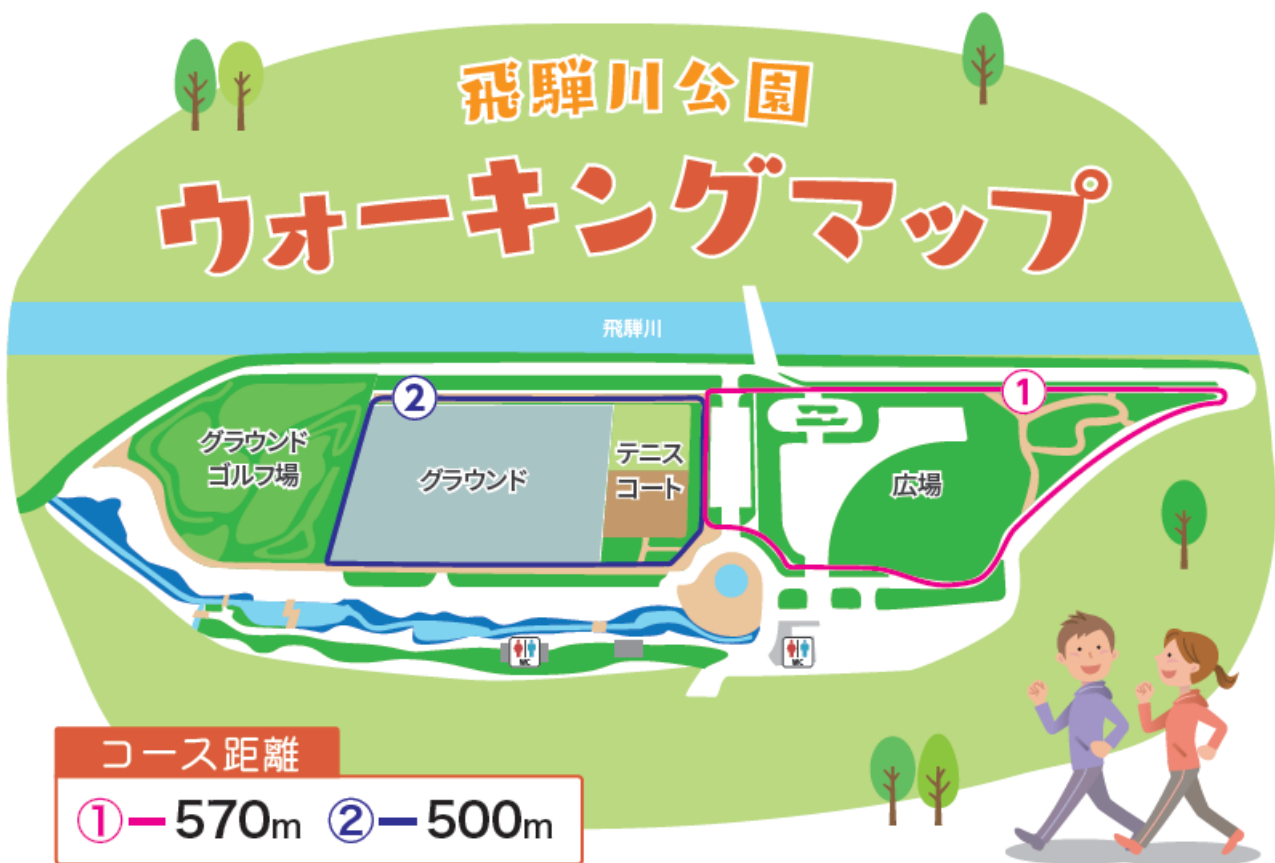 飛騨川公園
ウォーキングマップ
飛騨川
①
②
グラウンド
ゴルフ場
グラウンド
テニス
コート
広場
WC
WC
コース距離
①ー570m ②ー500m